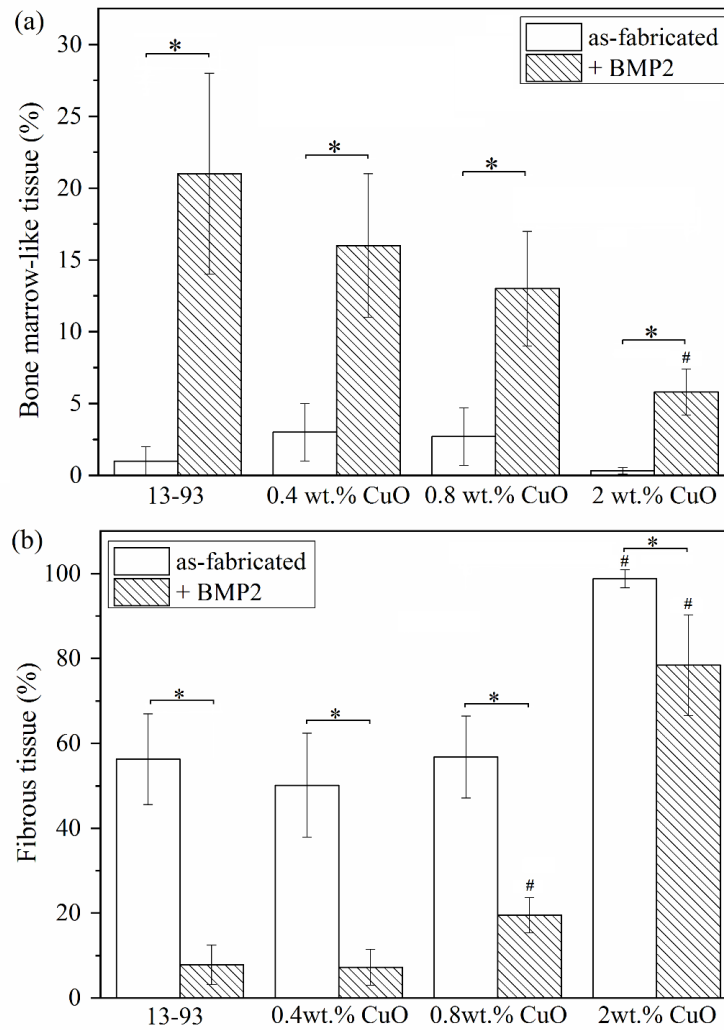 (a)
as-fabricated
+ BMP2
Bone marrow-like tissue (%)
30
25
20
15
10
5
0
*
*
*
*
#
13-93
0.4 wt.% CuO
0.8 wt.% CuO
2 wt.% CuO
(b)
as-fabricated
+ BMP2
Fibrous tissue (%)
100
80
60
40
20
0
*
*
*
#
*
#
#
13-93
0.4wt.% CuO
0.8wt.% CuO
2wt.% CuO